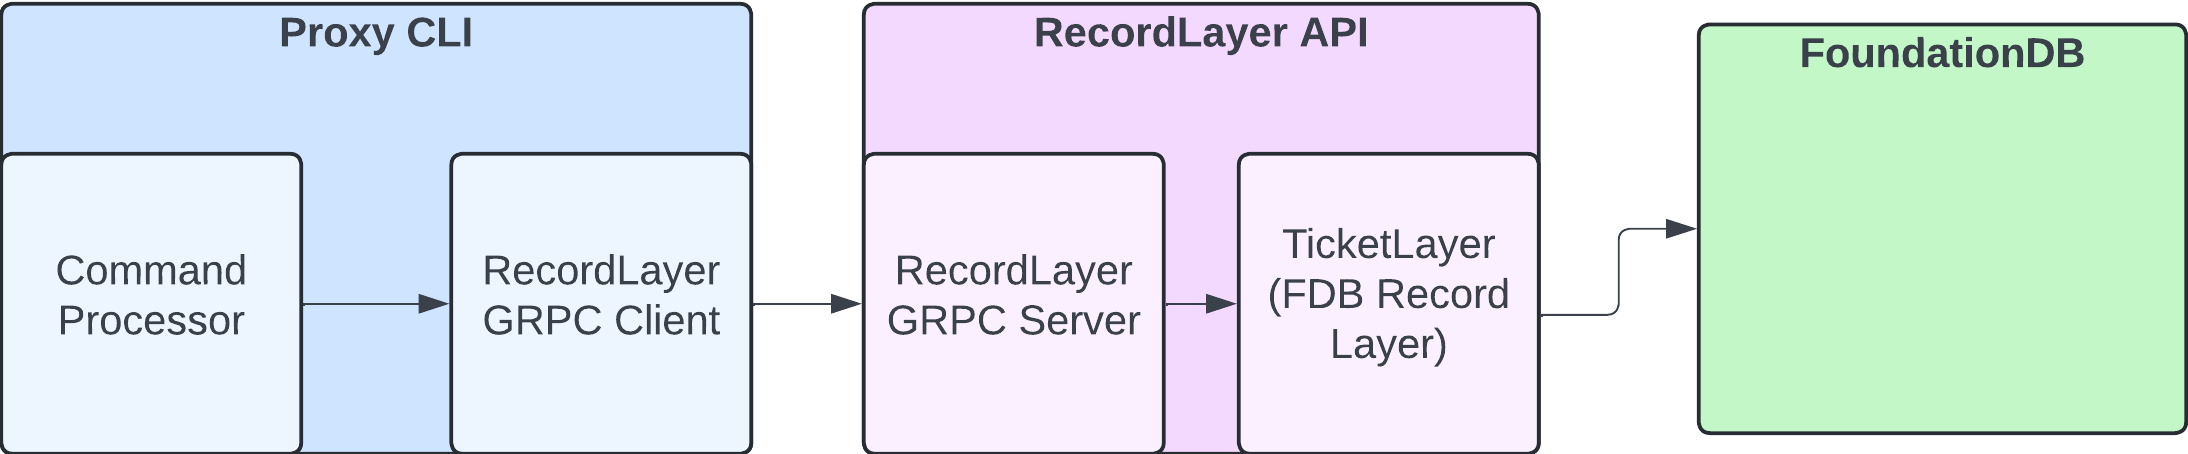 Proxy CLI
Command
Processor
RecordLayer
GRPC Client
RecordLayer API
RecordLayer
GRPC Server
TicketLayer
(FDB Record
Layer)
FoundationDB